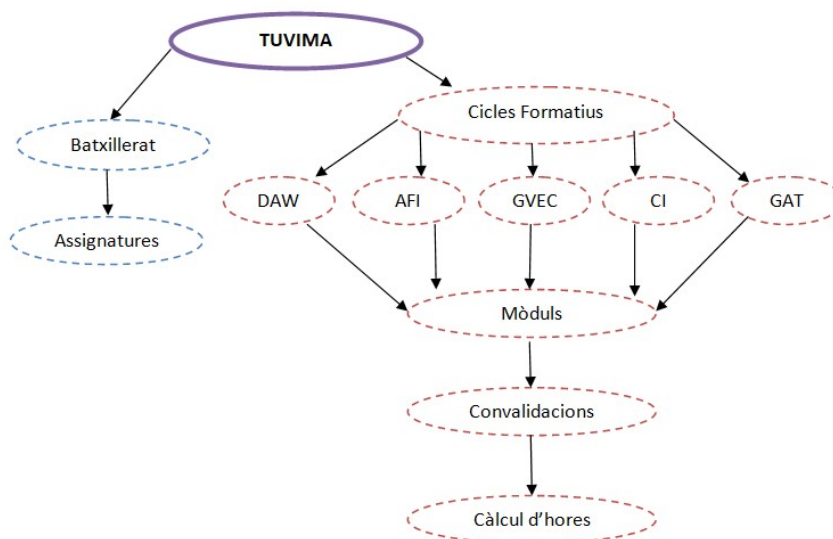 TUVIMA
Cicles Formatius
Batxillerat
DAW
AFI
GVEC
CI
GAT
Assignatures
Mòduls
Convalidacions
Càlcul d’hores